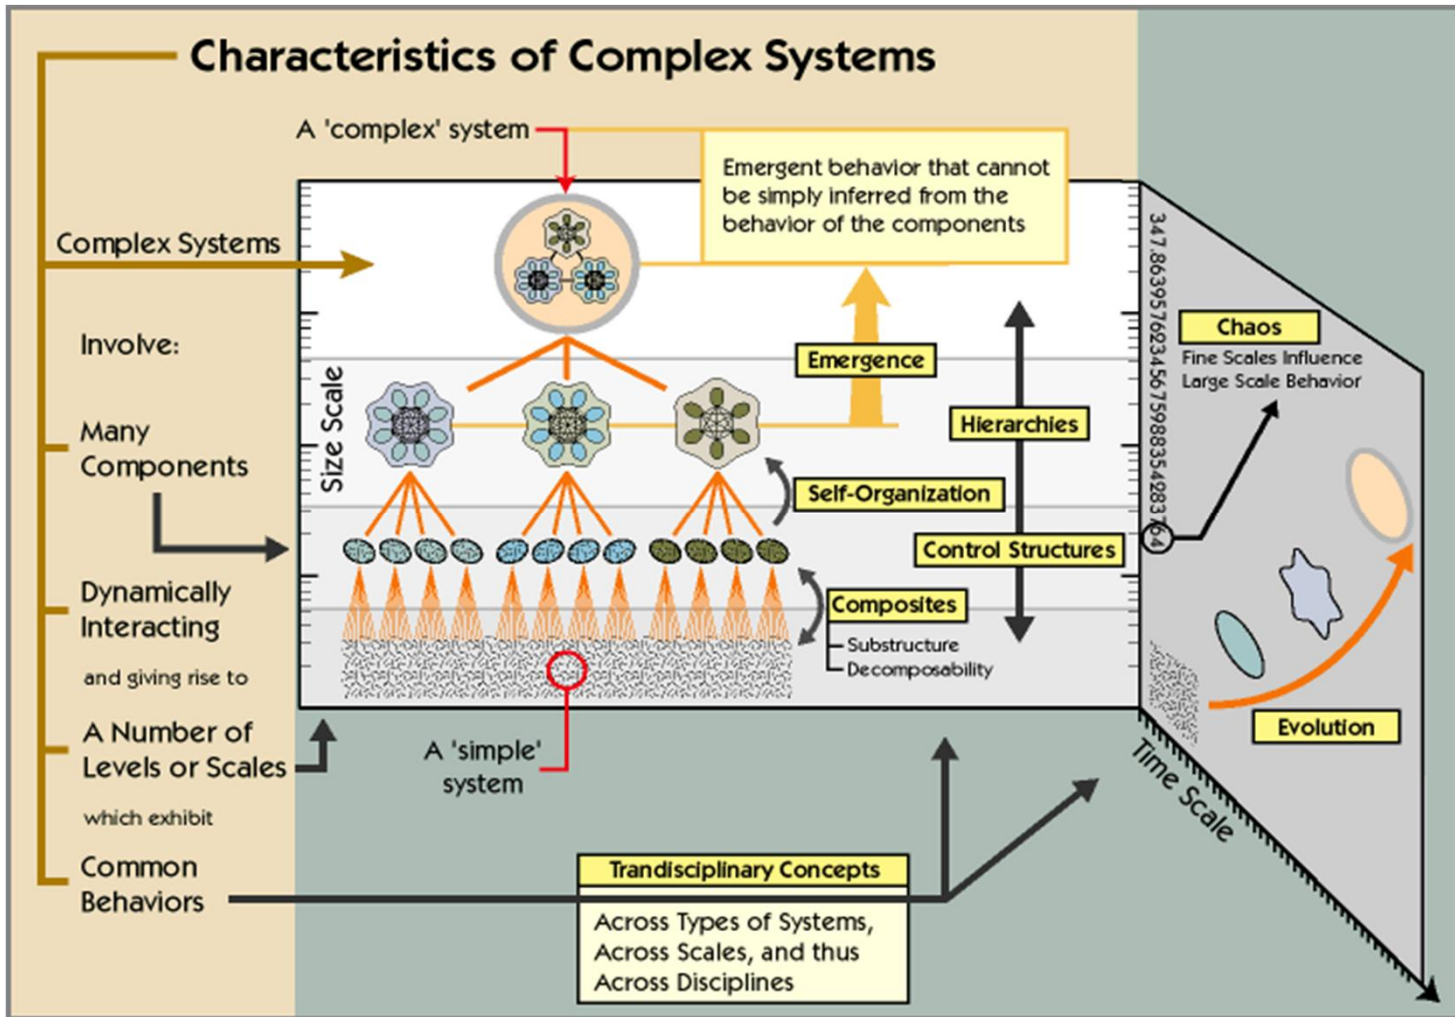 Characteristics of Complex Systems
A 'complex' system
Emergent behavior that cannot
be simply inferred from the
behavior of the components
Complex Systems
Involve:
Many
Components
Dynamically
Interacting
and giving rise to
A Number of
Levels or Scales
which exhibit
Common
Behaviors
Size Scale
Emergence
Hierarchies
Self-Organization
Control Structures
Composites
Substructure
Decomposability
A 'simple'
system
Chaos
Fine Scales Influence
Large Scale Behavior
Evolution
Time Scale
Trandisciplinary Concepts
Across Types of Systems,
Across Scales, and thus
Across Disciplines